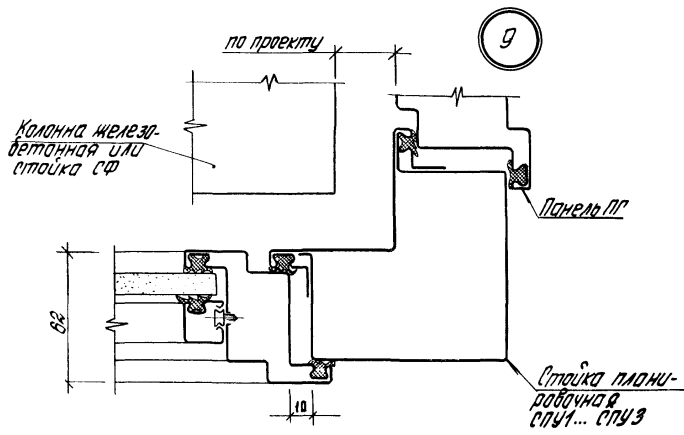 по проекту
9
Колонна железо-
бетонная или
стойка СФ
Панель ПГ
62
10
Стойка плани-
ровочная
СПУ1... СПУ3